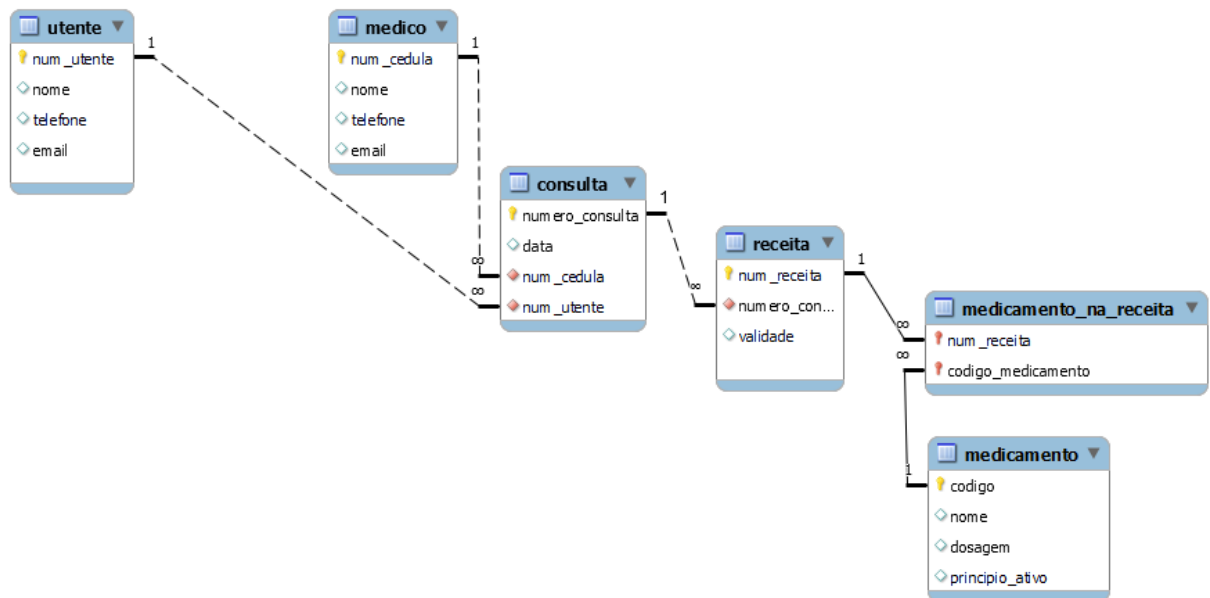 utente
num_utente
nome
telefone
email
1
medico
num_cedula
nome
telefone
email
1
consulta
numero_consulta
data
num_cedula
num_utente
∞
∞
1
receita
num_receita
numero_con...
validade
∞
1
medicamento_na_receita
num_receita
codigo_medicamento
∞
∞
medicamento
codigo
nome
dosagem
principio_ativo
1